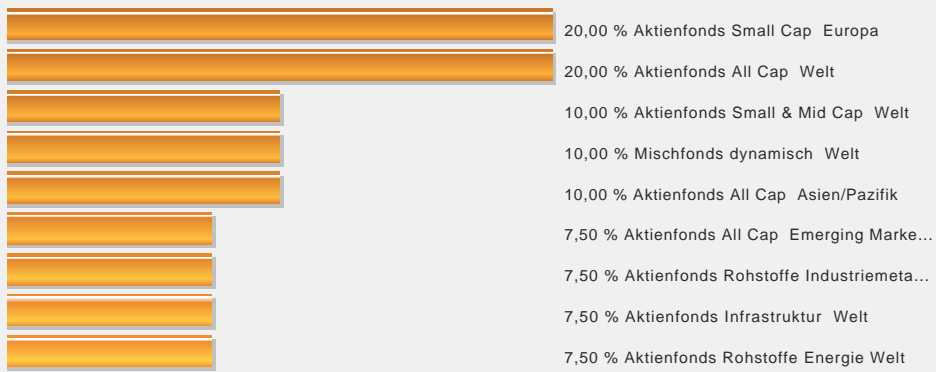 20,00 % Aktienfonds Small Cap Europa
20,00 % Aktienfonds All Cap Welt
10,00 % Aktienfonds Small & Mid Cap Welt
10,00 % Mischfonds dynamisch Welt
10,00 % Aktienfonds All Cap Asien/Pazifik
7,50 % Aktienfonds All Cap Emerging Marke...
7,50 % Aktienfonds Rohstoffe Industriemeta...
7,50 % Aktienfonds Infrastruktur Welt
7,50 % Aktienfonds Rohstoffe Energie Welt